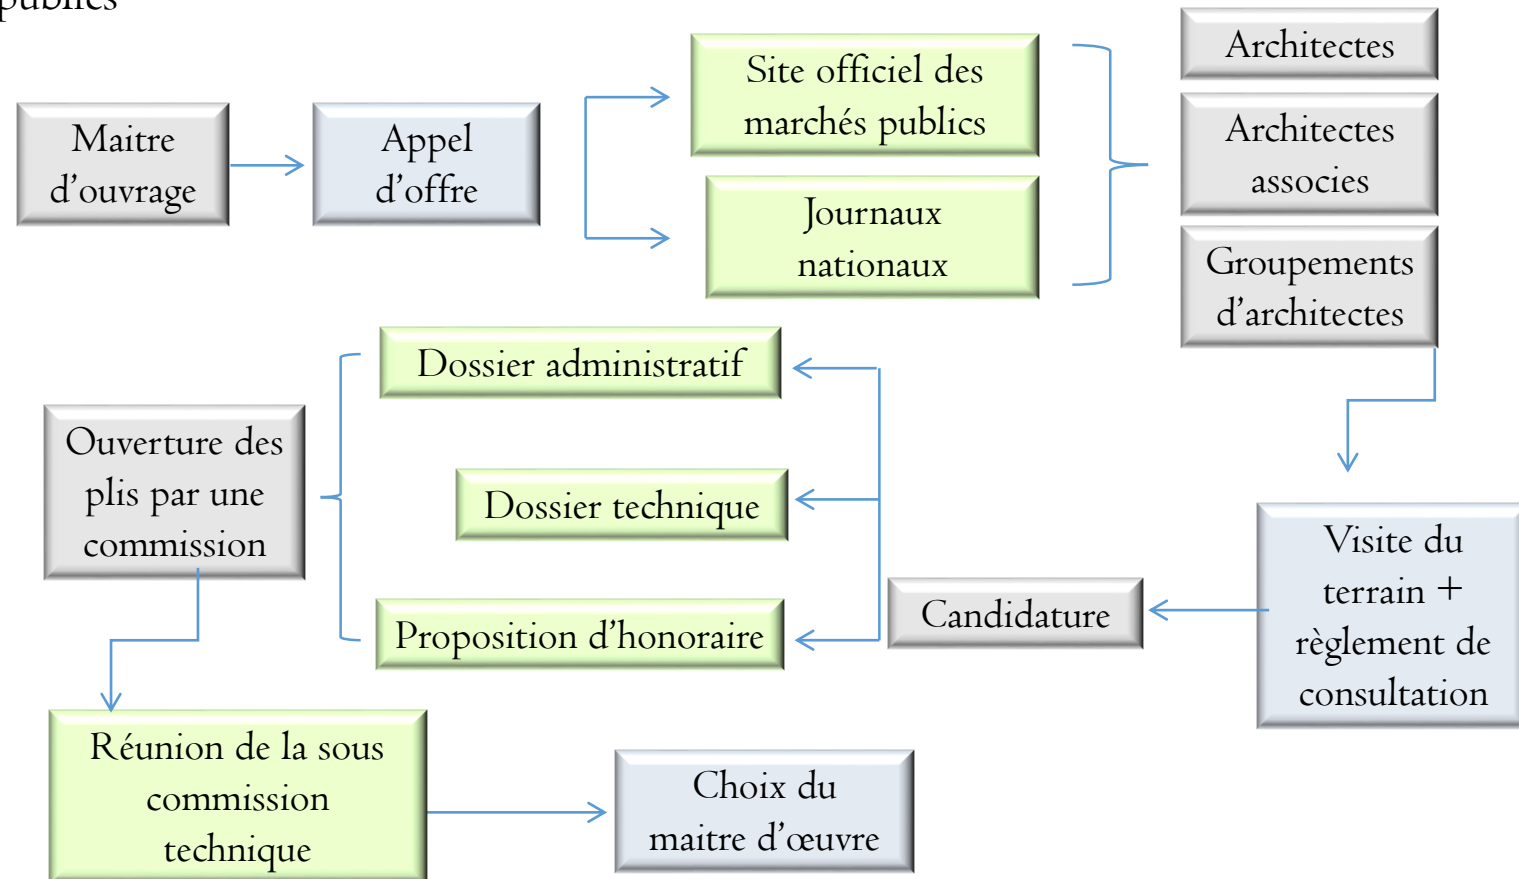 publics
Maitre
d'ouvrage
Appel
d'offre
Site officiel des
marchés publics
Journaux
nationaux
Architectes
Architectes
associes
Groupements
d'architectes
Visite du
terrain +
règlement de
consultation
Candidature
Dossier administratif
Dossier technique
Proposition d'honoraire
Ouverture des
plis par une
commission
Réunion de la sous
commission
technique
Choix du
maitre d'œuvre